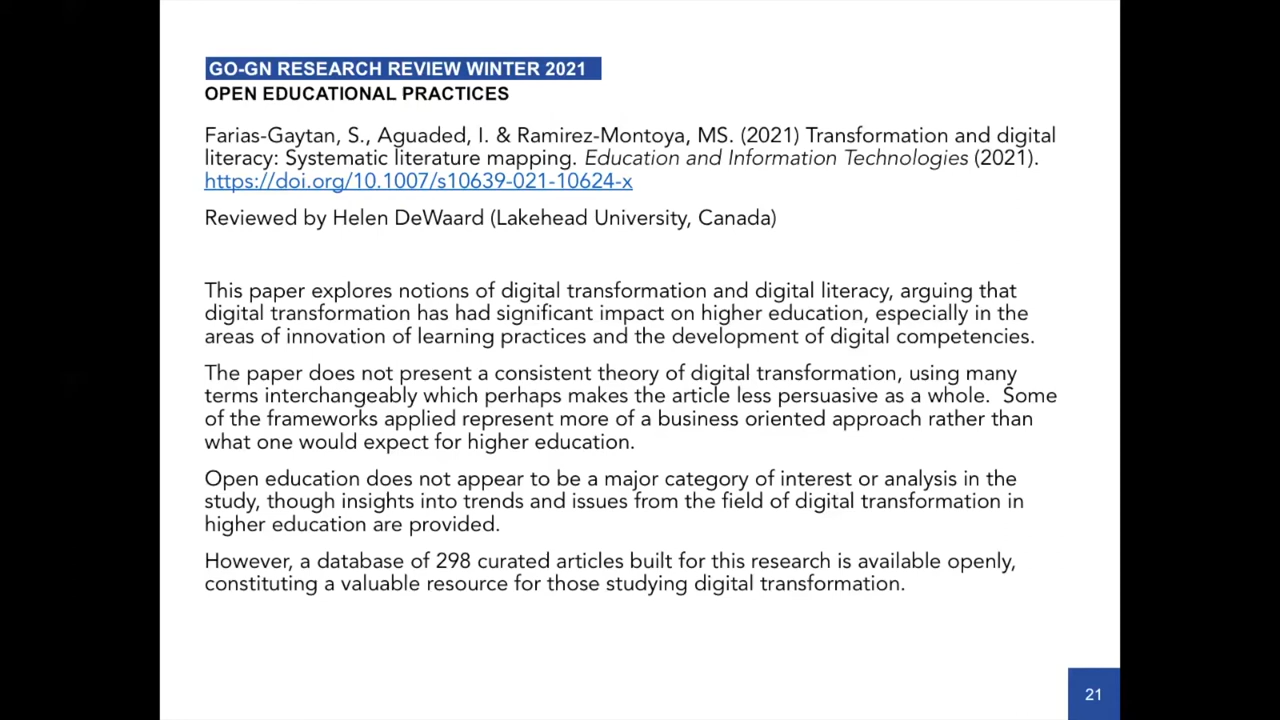 GO-GN RESEARCH REVIEW WINTER 2021
OPEN EDUCATIONAL PRACTICES
Farias-Gaytan, S., Aguaded, I. & Ramirez-Montoya, MS. (2021) Transformation and digital
literacy: Systematic literature mapping. Education and Information Technologies (2021).
https://doi.org/10.1007/s10639-021-10624-x
Reviewed by Helen DeWaard (Lakehead University, Canada)
This paper explores notions of digital transformation and digital literacy, arguing that
digital transformation has had significant impact on higher education, especially in the
areas of innovation of learning practices and the development of digital competencies.
The paper does not present a consistent theory of digital transformation, using many
terms interchangeably which perhaps makes the article less persuasive as a whole.  Some
of the frameworks applied represent more of a business oriented approach rather than
what one would expect for higher education.
Open education does not appear to be a major category of interest or analysis in the
study, though insights into trends and issues from the field of digital transformation in
higher education are provided.
However, a database of 298 curated articles built for this research is available openly,
constituting a valuable resource for those studying digital transformation.
21